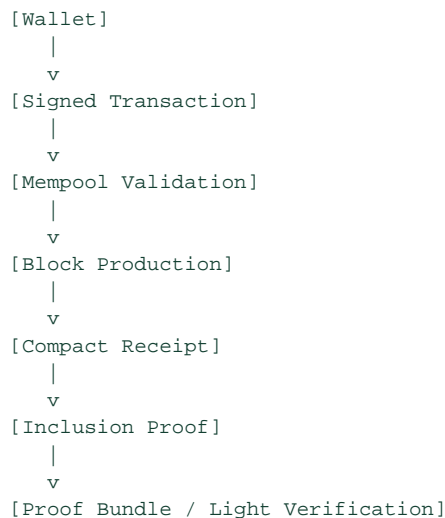 [Wallet]
|
v
[Signed Transaction]
|
v
[Mempool Validation]
|
v
[Block Production]
|
v
[Compact Receipt]
|
v
[Inclusion Proof]
|
v
[Proof Bundle / Light Verification]